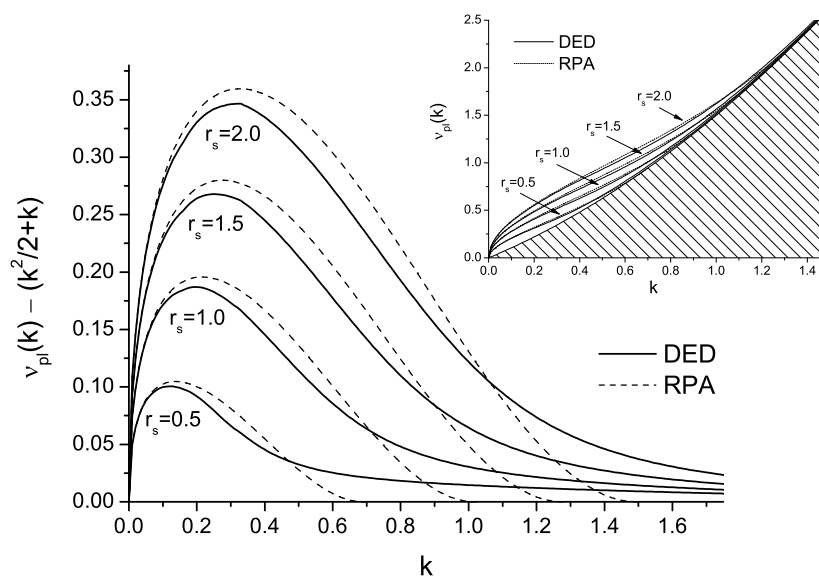 2.5
2.0
1.5
1.0
0.5
0.0
ν_pl(k)
DED
RPA
r_s=2.0
r_s=1.5
r_s=1.0
r_s=0.5
0.0 0.2 0.4 0.6 0.8 1.0 1.2 1.4
k
0.35
0.30
0.25
0.20
0.15
0.10
0.05
0.00
ν_pl(k) − (k²/2+k)
r_s=2.0
r_s=1.5
r_s=1.0
r_s=0.5
DED
RPA
0.0 0.2 0.4 0.6 0.8 1.0 1.2 1.4 1.6
k